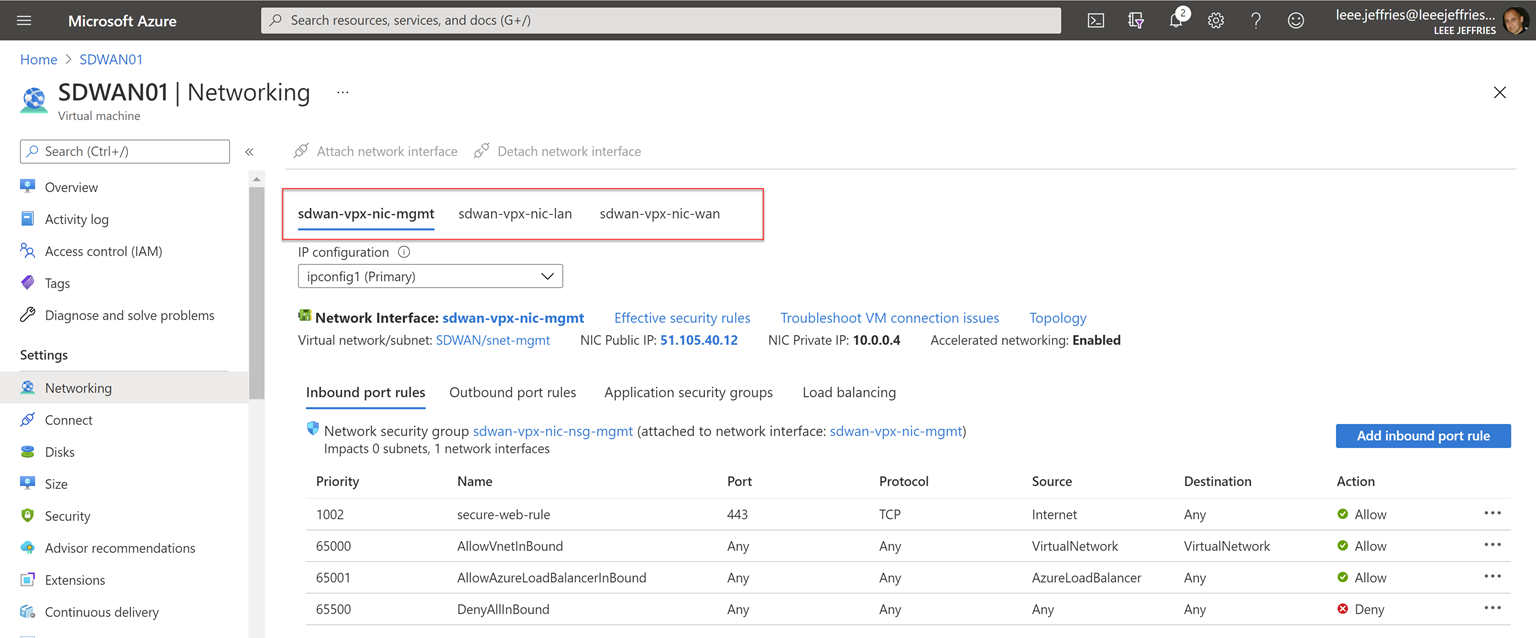 Microsoft Azure
Search resources, services, and docs (G+/)
2
leee.jeffries@leeejeffries...
LEEE JEFFRIES
Home > SDWAN01
SDWAN01 | Networking ...
Virtual machine
Search (Ctrl+/)
«
Attach network interface Detach network interface
Overview
Activity log
Access control (IAM)
Tags
Diagnose and solve problems
Settings
Networking
Connect
Disks
Size
Security
Advisor recommendations
Extensions
Continuous delivery
sdwan-vpx-nic-mgmt sdwan-vpx-nic-lan sdwan-vpx-nic-wan
IP configuration
ipconfig1 (Primary)
Network Interface: sdwan-vpx-nic-mgmt Effective security rules Troubleshoot VM connection issues Topology
Virtual network/subnet: SDWAN/snet-mgmt NIC Public IP: 51.105.40.12 NIC Private IP: 10.0.0.4 Accelerated networking: Enabled
Inbound port rules Outbound port rules Application security groups Load balancing
Network security group sdwan-vpx-nic-nsg-mgmt (attached to network interface: sdwan-vpx-nic-mgmt)
Impacts 0 subnets, 1 network interfaces
Add inbound port rule
Priority Name Port Protocol Source Destination Action
1002 secure-web-rule 443 TCP Internet Any Allow ...
65000 AllowVnetInBound Any Any VirtualNetwork VirtualNetwork Allow ...
65001 AllowAzureLoadBalancerInBound Any Any AzureLoadBalancer Any Allow ...
65500 DenyAllInBound Any Any Any Any Deny ...